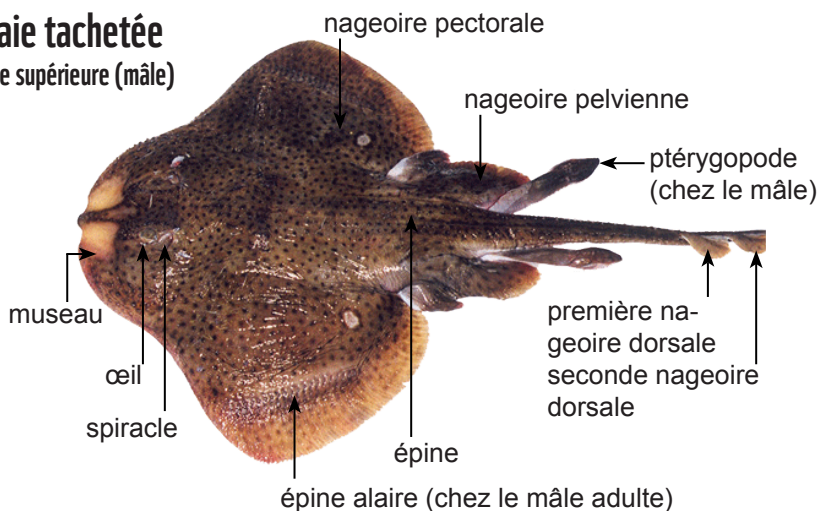 aie tachetée
e supérieure (mâle)
nageoire pectorale
nageoire pelvienne
ptérygopode
(chez le mâle)
museau
œil
spiracle
première na-
geoire dorsale
seconde nageoire
dorsale
épine
épine alaire (chez le mâle adulte)